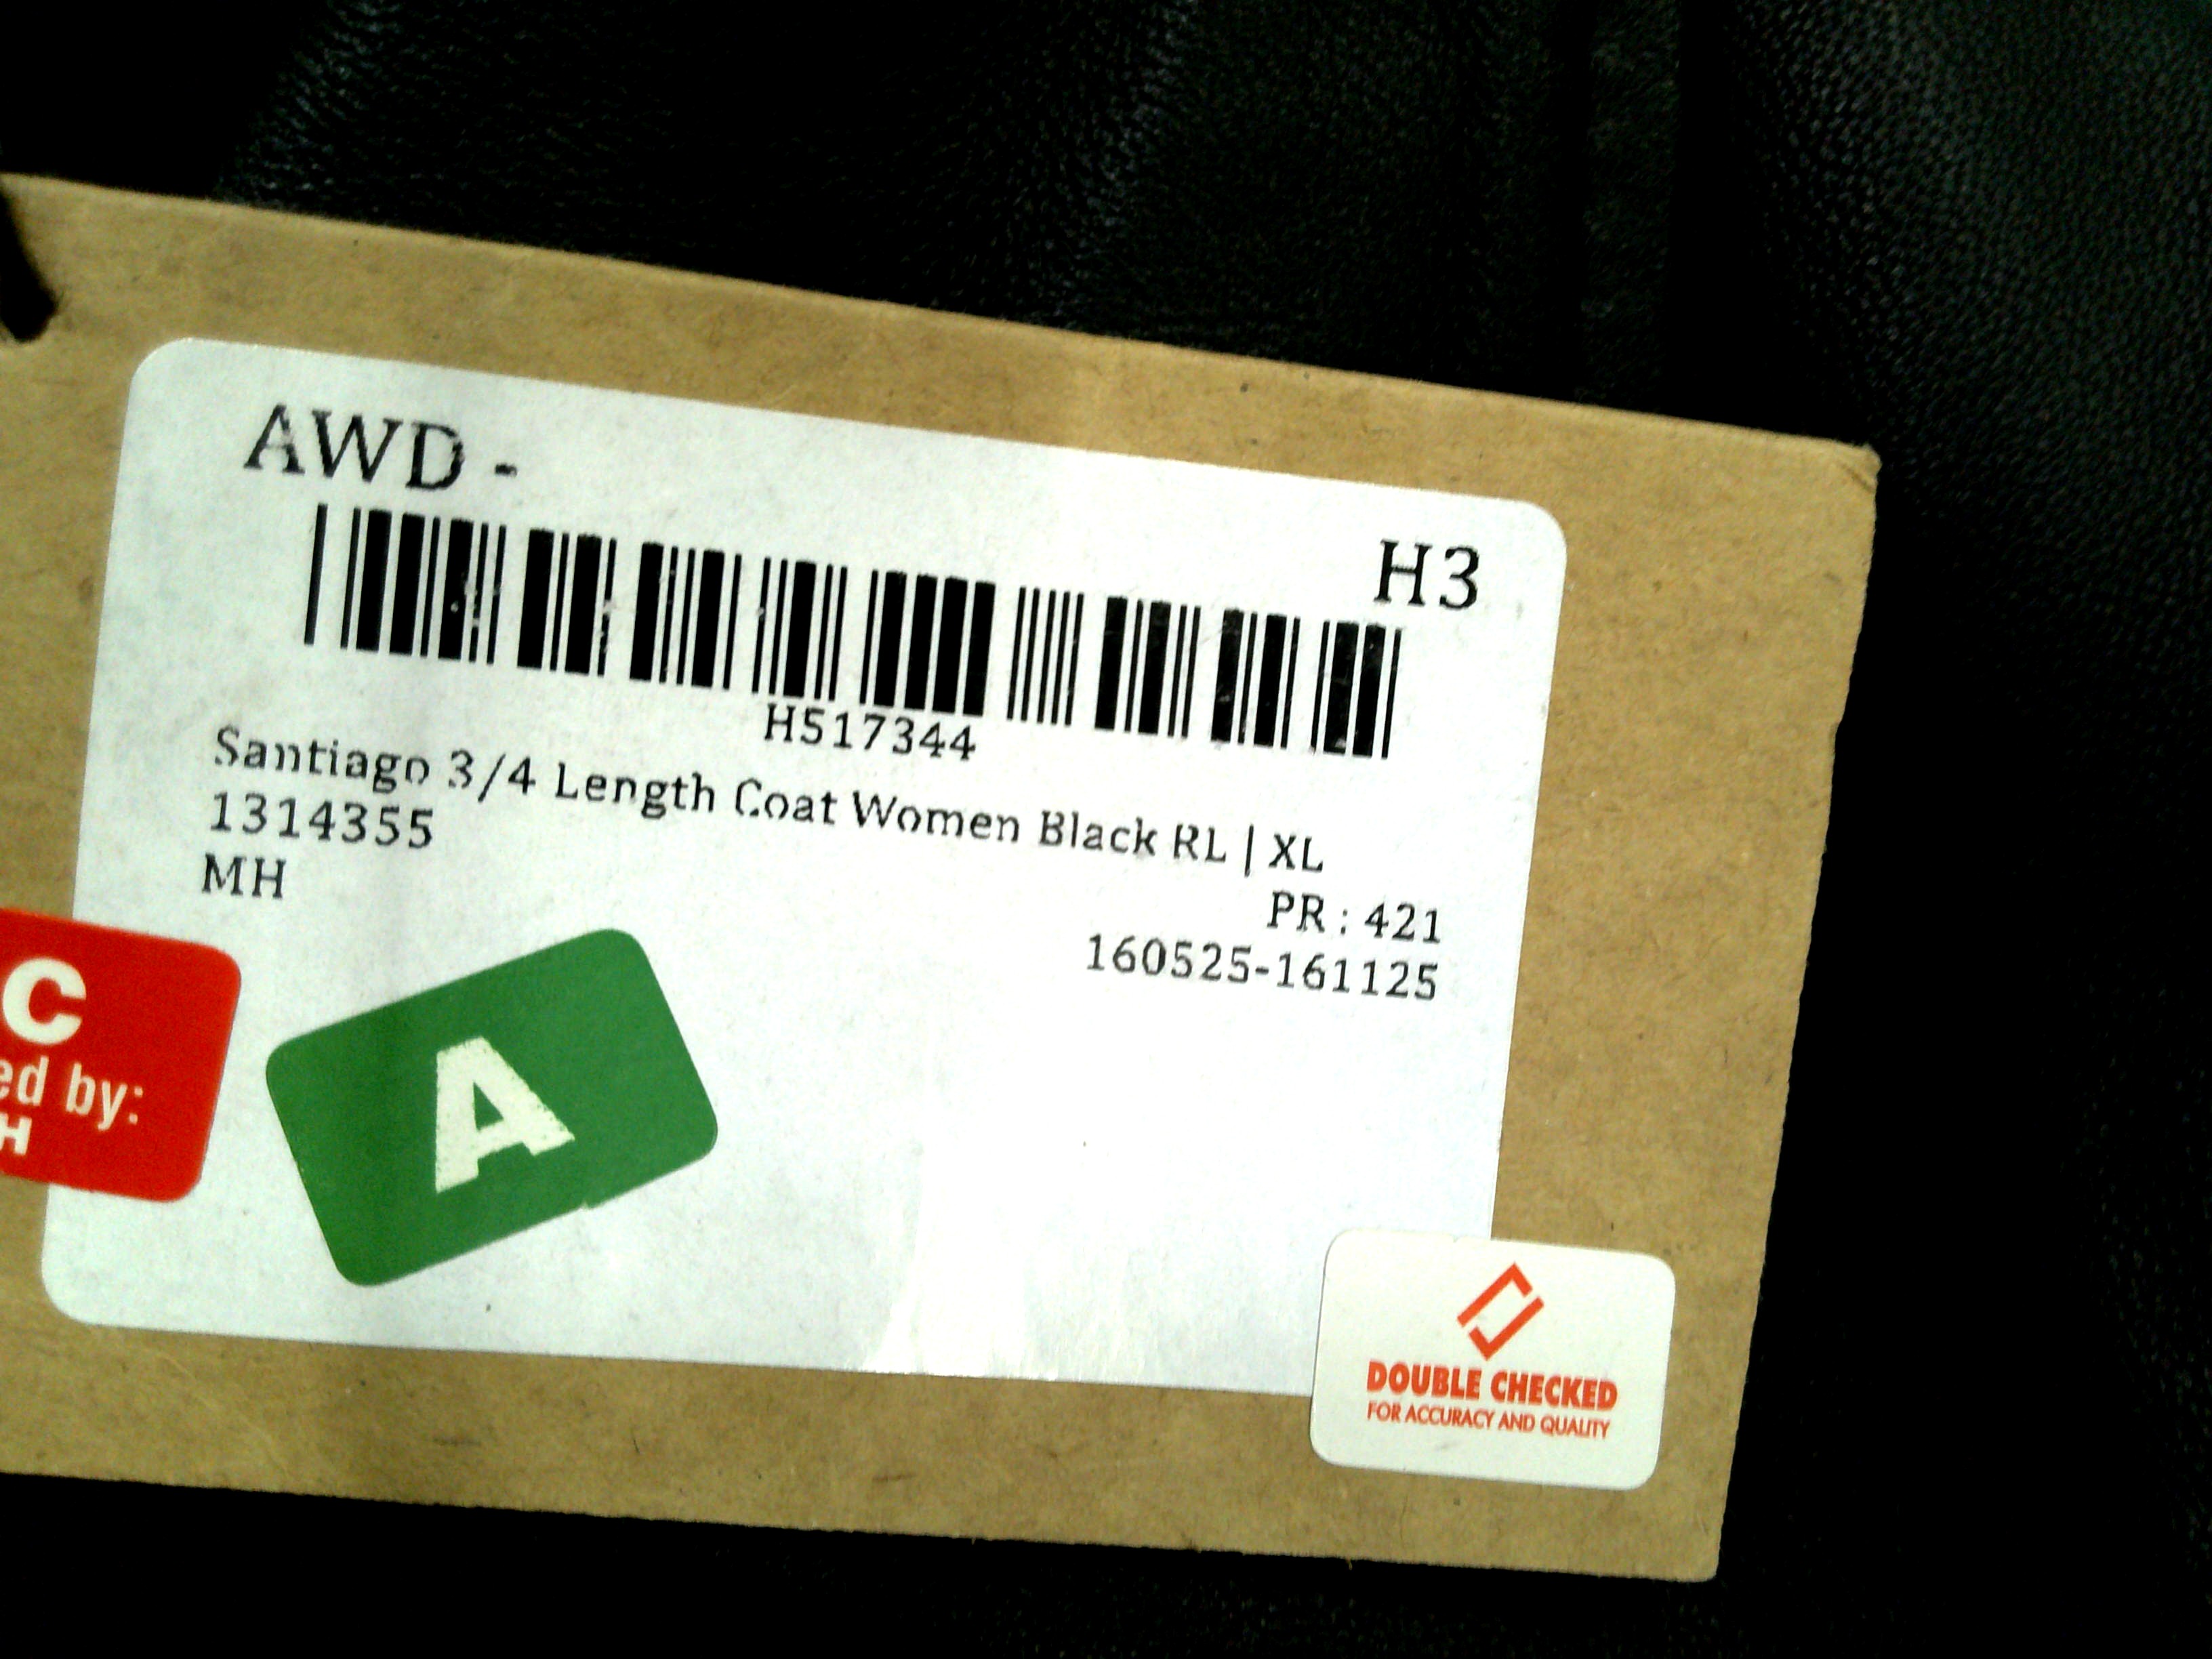 AWD -
H3
H517344
Santiago 3/4 Length Coat Women Black RL | XL
1314355
PR : 421
MH
160525-161125
C
ed by:
H
A
DOUBLE CHECKED
FOR ACCURACY AND QUALITY